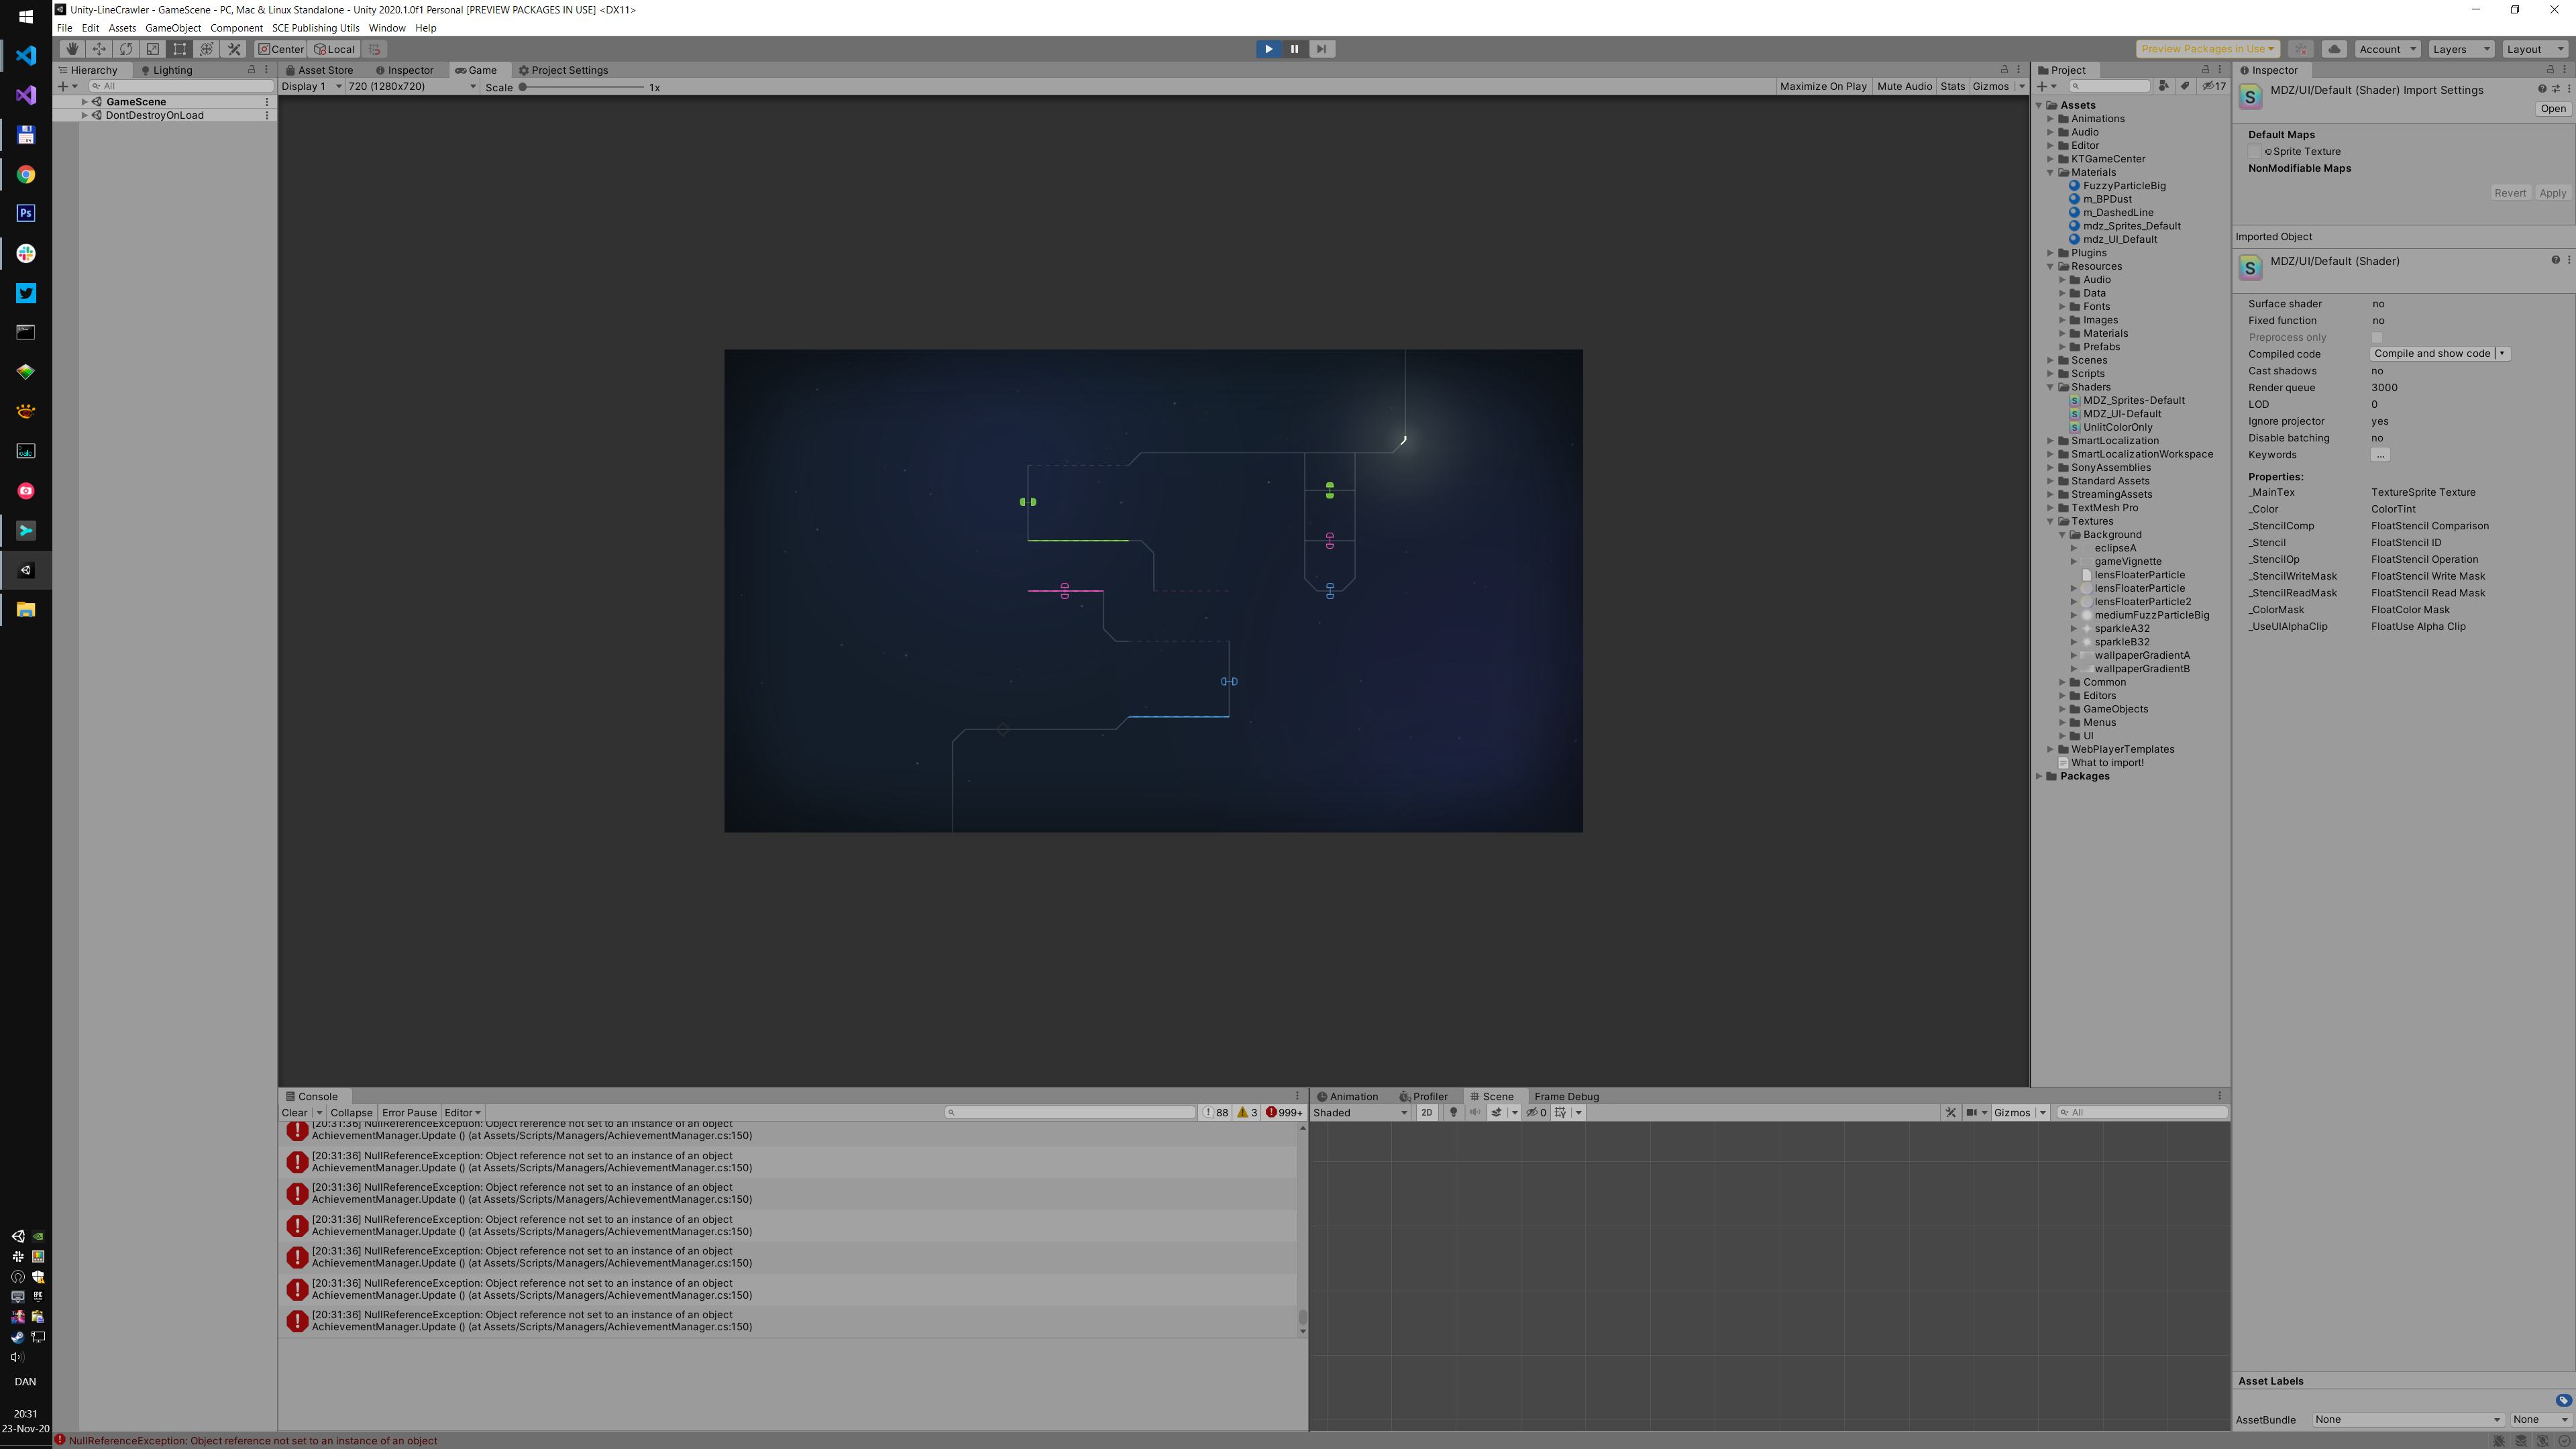 Unity-LineCrawler - GameScene - PC, Mac & Linux Standalone - Unity 2020.1.0f1 Personal [PREVIEW PACKAGES IN USE] <DX11>
File Edit Assets GameObject Component SCE Publishing Utils Window Help
Center Local
Preview Packages in Use Account Layers Layout
Hierarchy Lighting
All
GameScene
DontDestroyOnLoad
Asset Store Inspector Game Project Settings
Display 1 720 (1280x720) Scale 1x Maximize On Play Mute Audio Stats Gizmos
Console
Clear Collapse Error Pause Editor 88 3 999+
[20:31:36] NullReferenceException: Object reference not set to an instance of an object
AchievementManager.Update () (at Assets/Scripts/Managers/AchievementManager.cs:150)
[20:31:36] NullReferenceException: Object reference not set to an instance of an object
AchievementManager.Update () (at Assets/Scripts/Managers/AchievementManager.cs:150)
[20:31:36] NullReferenceException: Object reference not set to an instance of an object
AchievementManager.Update () (at Assets/Scripts/Managers/AchievementManager.cs:150)
[20:31:36] NullReferenceException: Object reference not set to an instance of an object
AchievementManager.Update () (at Assets/Scripts/Managers/AchievementManager.cs:150)
[20:31:36] NullReferenceException: Object reference not set to an instance of an object
AchievementManager.Update () (at Assets/Scripts/Managers/AchievementManager.cs:150)
[20:31:36] NullReferenceException: Object reference not set to an instance of an object
AchievementManager.Update () (at Assets/Scripts/Managers/AchievementManager.cs:150)
[20:31:36] NullReferenceException: Object reference not set to an instance of an object
AchievementManager.Update () (at Assets/Scripts/Managers/AchievementManager.cs:150)
Animation Profiler Scene Frame Debug
Shaded 2D 0 Gizmos All
Project
17
Assets
Animations
Audio
Editor
KTGameCenter
Materials
FuzzyParticleBig
m_BPDust
m_DashedLine
mdz_Sprites_Default
mdz_UI_Default
Plugins
Resources
Audio
Data
Fonts
Images
Materials
Prefabs
Scenes
Scripts
Shaders
MDZ_Sprites-Default
MDZ_UI-Default
UnlitColorOnly
SmartLocalization
SmartLocalizationWorkspace
SonyAssemblies
Standard Assets
StreamingAssets
TextMesh Pro
Textures
Background
eclipseA
gameVignette
lensFloaterParticle
lensFloaterParticle
lensFloaterParticle2
mediumFuzzParticleBig
sparkleA32
sparkleB32
wallpaperGradientA
wallpaperGradientB
Common
Editors
GameObjects
Menus
UI
WebPlayerTemplates
What to import!
Packages
Inspector
MDZ/UI/Default (Shader) Import Settings
Open
Default Maps
Sprite Texture
NonModifiable Maps
Revert Apply
Imported Object
MDZ/UI/Default (Shader)
Surface shader no
Fixed function no
Preprocess only
Compiled code Compile and show code
Cast shadows no
Render queue 3000
LOD 0
Ignore projector yes
Disable batching no
Keywords ...
Properties:
_MainTex TextureSprite Texture
_Color ColorTint
_StencilComp FloatStencil Comparison
_Stencil FloatStencil ID
_StencilOp FloatStencil Operation
_StencilWriteMask FloatStencil Write Mask
_StencilReadMask FloatStencil Read Mask
_ColorMask FloatColor Mask
_UseUIAlphaClip FloatUse Alpha Clip
Asset Labels
AssetBundle None None
Ps
DAN
20:31
23-Nov-20
NullReferenceException: Object reference not set to an instance of an object